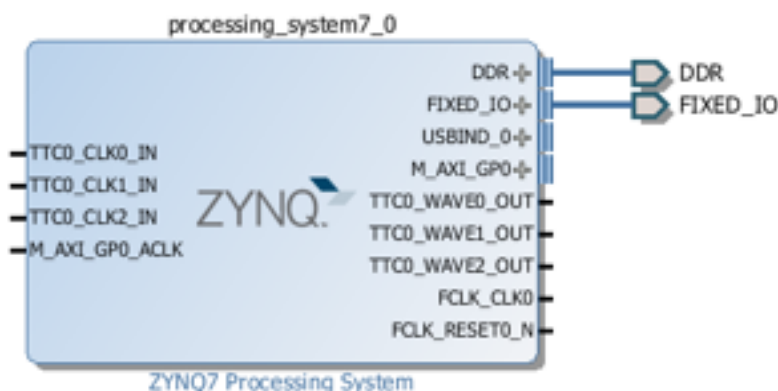 processing_system7_0
DDR
DDR
FIXED_IO
FIXED_IO
USBIND_0
TTC0_CLK0_IN
M_AXI_GP0
TTC0_CLK1_IN
TTC0_WAVE0_OUT
TTC0_CLK2_IN
ZYNQ
TTC0_WAVE1_OUT
M_AXI_GP0_ACLK
TTC0_WAVE2_OUT
FCLK_CLK0
FCLK_RESET0_N
ZYNQ7 Processing System